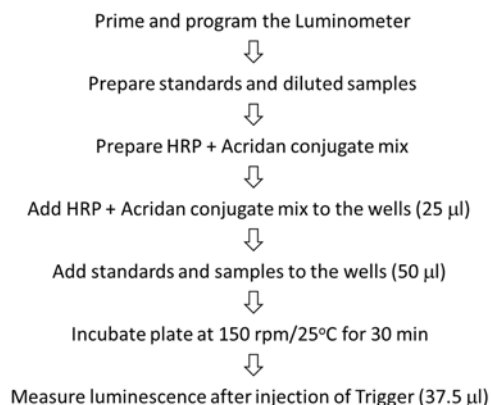 Prime and program the Luminometer
Prepare standards and diluted samples
Prepare HRP + Acridan conjugate mix
Add HRP + Acridan conjugate mix to the wells (25 µl)
Add standards and samples to the wells (50 µl)
Incubate plate at 150 rpm/25°C for 30 min
Measure luminescence after injection of Trigger (37.5 µl)